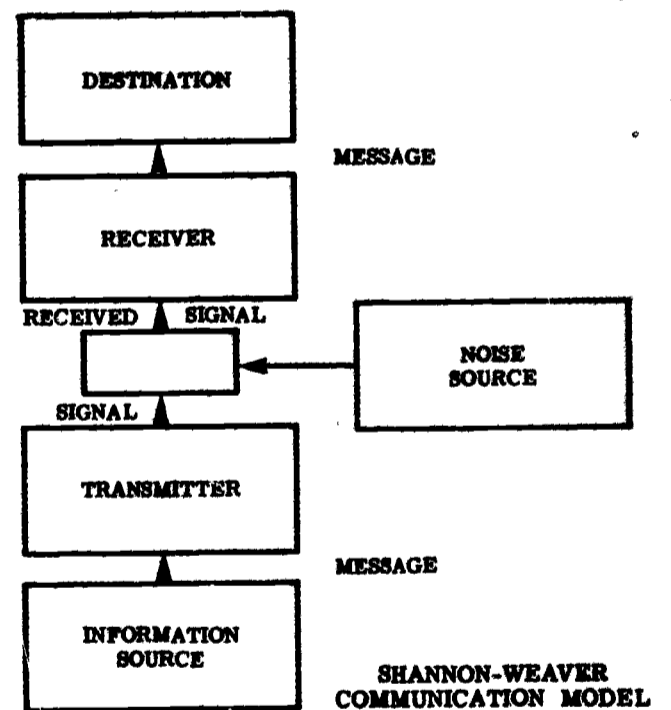 DESTINATION
MESSAGE
RECEIVER
RECEIVED SIGNAL
NOISE
SOURCE
SIGNAL
TRANSMITTER
MESSAGE
INFORMATION
SOURCE
SHANNON-WEAVER
COMMUNICATION MODEL